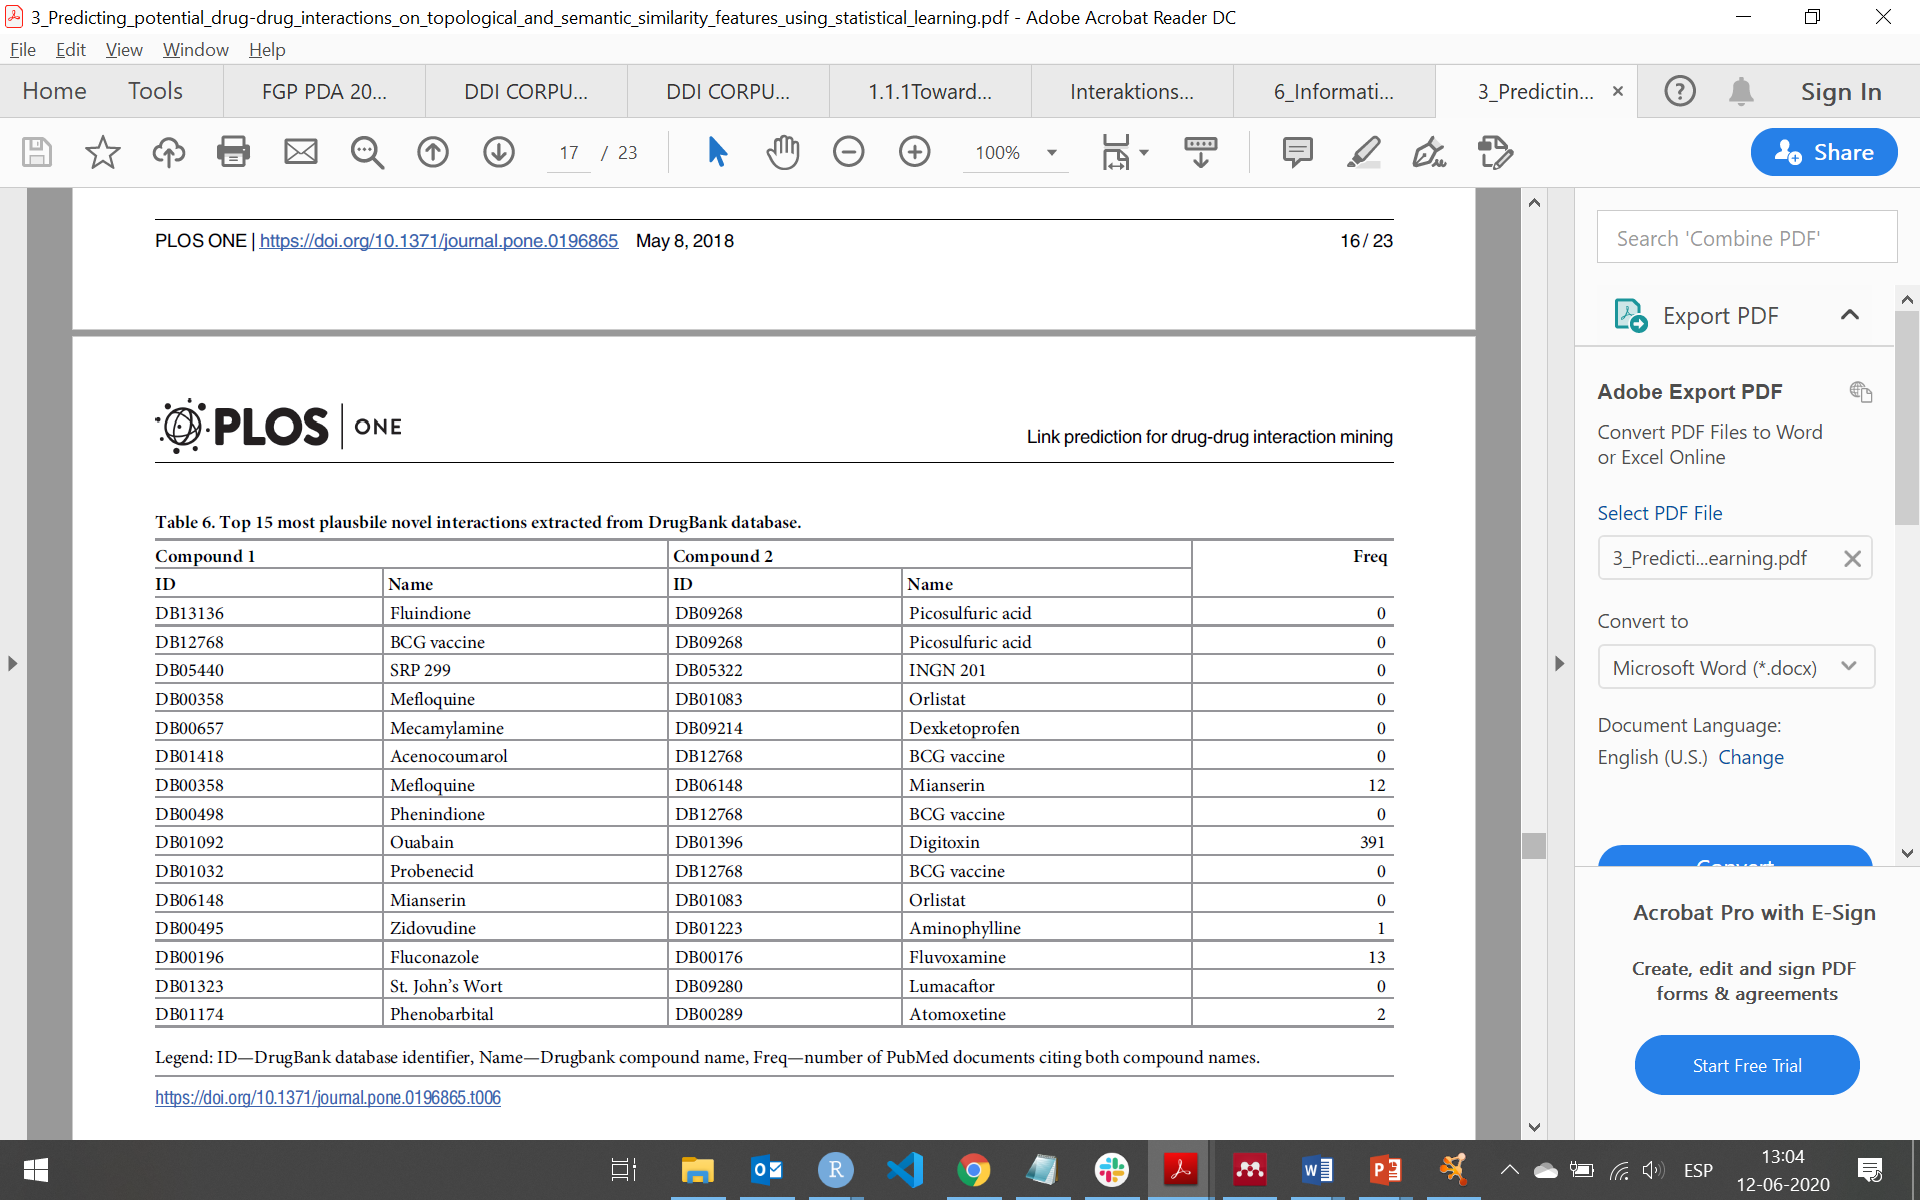 3_Predicting_potential_drug-drug_interactions_on_topological_and_semantic_similarity_features_using_statistical_learning.pdf - Adobe Acrobat Reader DC
File Edit View Window Help
Home Tools FGP PDA 20... DDI CORPU... DDI CORPU... 1.1.1Toward... Interaktions... 6_Informati... 3_Predictin... × Sign In
17 / 23 100% Share
PLOS ONE | https://doi.org/10.1371/journal.pone.0196865 May 8, 2018 16 / 23
PLOS ONE
Link prediction for drug-drug interaction mining
Table 6. Top 15 most plausbile novel interactions extracted from DrugBank database.
Compound 1 Compound 2 Freq
ID Name ID Name
DB13136 Fluindione DB09268 Picosulfuric acid 0
DB12768 BCG vaccine DB09268 Picosulfuric acid 0
DB05440 SRP 299 DB05322 INGN 201 0
DB00358 Mefloquine DB01083 Orlistat 0
DB00657 Mecamylamine DB09214 Dexketoprofen 0
DB01418 Acenocoumarol DB12768 BCG vaccine 0
DB00358 Mefloquine DB06148 Mianserin 12
DB00498 Phenindione DB12768 BCG vaccine 0
DB01092 Ouabain DB01396 Digitoxin 391
DB01032 Probenecid DB12768 BCG vaccine 0
DB06148 Mianserin DB01083 Orlistat 0
DB00495 Zidovudine DB01223 Aminophylline 1
DB00196 Fluconazole DB00176 Fluvoxamine 13
DB01323 St. John’s Wort DB09280 Lumacaftor 0
DB01174 Phenobarbital DB00289 Atomoxetine 2
Legend: ID—DrugBank database identifier, Name—Drugbank compound name, Freq—number of PubMed documents citing both compound names.
https://doi.org/10.1371/journal.pone.0196865.t006
Search 'Combine PDF'
Export PDF
Adobe Export PDF
Convert PDF Files to Word
or Excel Online
Select PDF File
3_Predicti...earning.pdf
Convert to
Microsoft Word (*.docx)
Document Language:
English (U.S.) Change
Convert
Acrobat Pro with E-Sign
Create, edit and sign PDF
forms & agreements
Start Free Trial
ESP
13:04
12-06-2020